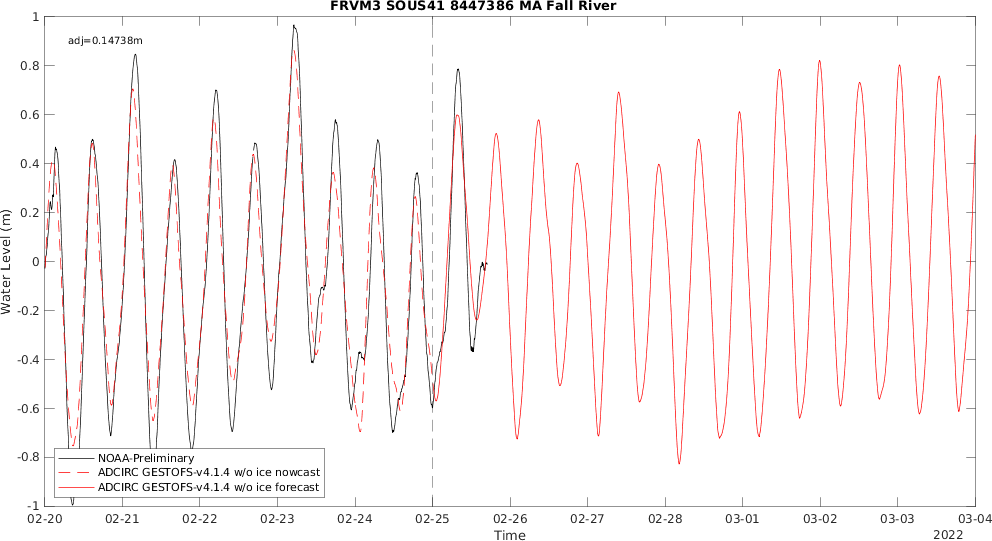 FRVM3 SOUS41 8447386 MA Fall River
adj=0.14738m
1
0.8
0.6
0.4
0.2
0
-0.2
-0.4
-0.6
-0.8
-1
Water Level (m)
NOAA-Preliminary
ADCIRC GESTOFS-v4.1.4 w/o ice nowcast
ADCIRC GESTOFS-v4.1.4 w/o ice forecast
02-20 02-21 02-22 02-23 02-24 02-25 02-26 02-27 02-28 03-01 03-02 03-03 03-04
Time
2022